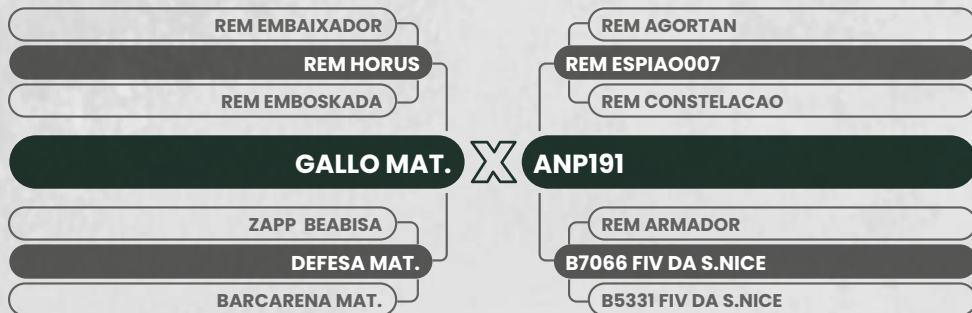 REM EMBAIXADOR
REM HORUS
REM EMBOSKADA
GALLO MAT.
ZAPP BEABISA
DEFESA MAT.
BARCARENA MAT.
X
REM AGORTAN
REM ESPIAO007
REM CONSTELACAO
ANP191
REM ARMADOR
B7066 FIV DA S.NICE
B5331 FIV DA S.NICE